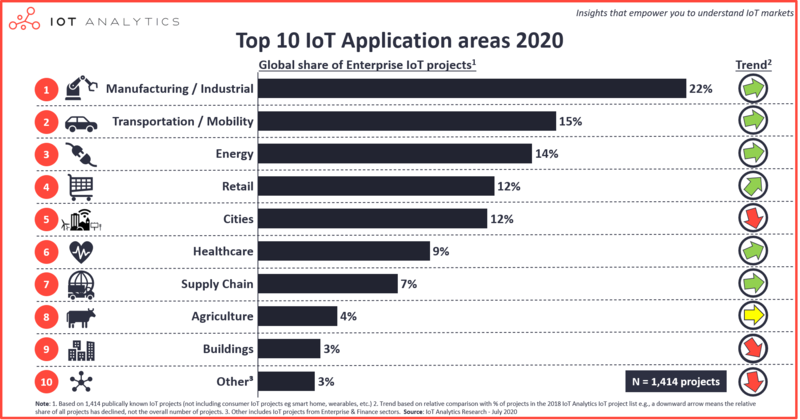 IOT ANALYTICS
Insights that empower you to understand IoT markets
Top 10 IoT Application areas 2020
Global share of Enterprise IoT projects¹
Trend²
1 Manufacturing / Industrial 22%
2 Transportation / Mobility 15%
3 Energy 14%
4 Retail 12%
5 Cities 12%
6 Healthcare 9%
7 Supply Chain 7%
8 Agriculture 4%
9 Buildings 3%
10 Other³ 3%
N = 1,414 projects
Note: 1. Based on 1,414 publically known IoT projects (not including consumer IoT projects eg smart home, wearables, etc.) 2. Trend based on relative comparison with % of projects in the 2018 IoT Analytics IoT project list e.g., a downward arrow means the relative
share of all projects has declined, not the overall number of projects. 3. Other includes IoT projects from Enterprise & Finance sectors. Source: IoT Analytics Research - July 2020